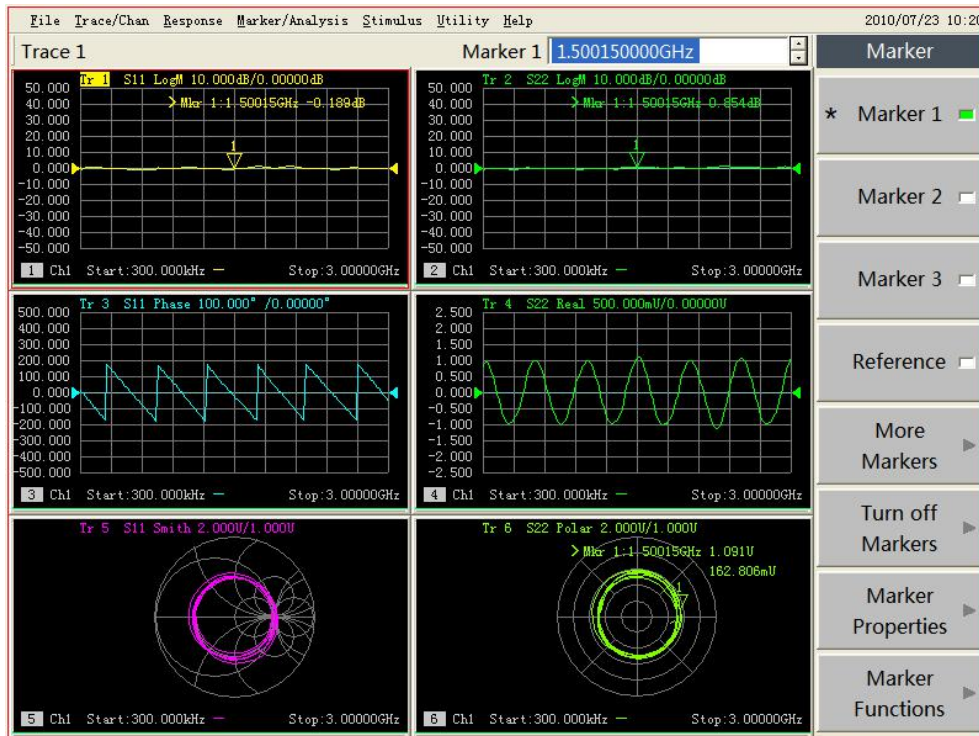 File Trace/Chan Response Marker/Analysis Stimulus Utility Help 2010/07/23 10:20
Trace 1 Marker 1 1.500150000GHz
Marker
* Marker 1
Marker 2
Marker 3
Reference
More Markers
Turn off Markers
Marker Properties
Marker Functions
Tr 1 S11 LogM 10.000dB/0.00000dB
>Mkr 1:1.50015GHz -0.189dB
50.000
40.000
30.000
20.000
10.000
0.000
-10.000
-20.000
-30.000
-40.000
-50.000
1
1 Ch1 Start:300.000kHz — Stop:3.00000GHz
Tr 2 S22 LogM 10.000dB/0.00000dB
>Mkr 1:1.50015GHz 0.854dB
50.000
40.000
30.000
20.000
10.000
0.000
-10.000
-20.000
-30.000
-40.000
-50.000
1
2 Ch1 Start:300.000kHz — Stop:3.00000GHz
Tr 3 S11 Phase 100.000° /0.00000°
500.000
400.000
300.000
200.000
100.000
0.000
-100.000
-200.000
-300.000
-400.000
-500.000
3 Ch1 Start:300.000kHz — Stop:3.00000GHz
Tr 4 S22 Real 500.000mU/0.00000U
2.500
2.000
1.500
1.000
0.500
0.000
-0.500
-1.000
-1.500
-2.000
-2.500
4 Ch1 Start:300.000kHz — Stop:3.00000GHz
Tr 5 S11 Smith 2.000U/1.000U
5 Ch1 Start:300.000kHz — Stop:3.00000GHz
Tr 6 S22 Polar 2.000U/1.000U
>Mkr 1:1.50015GHz 1.091U
162.806mU
1
6 Ch1 Start:300.000kHz — Stop:3.00000GHz